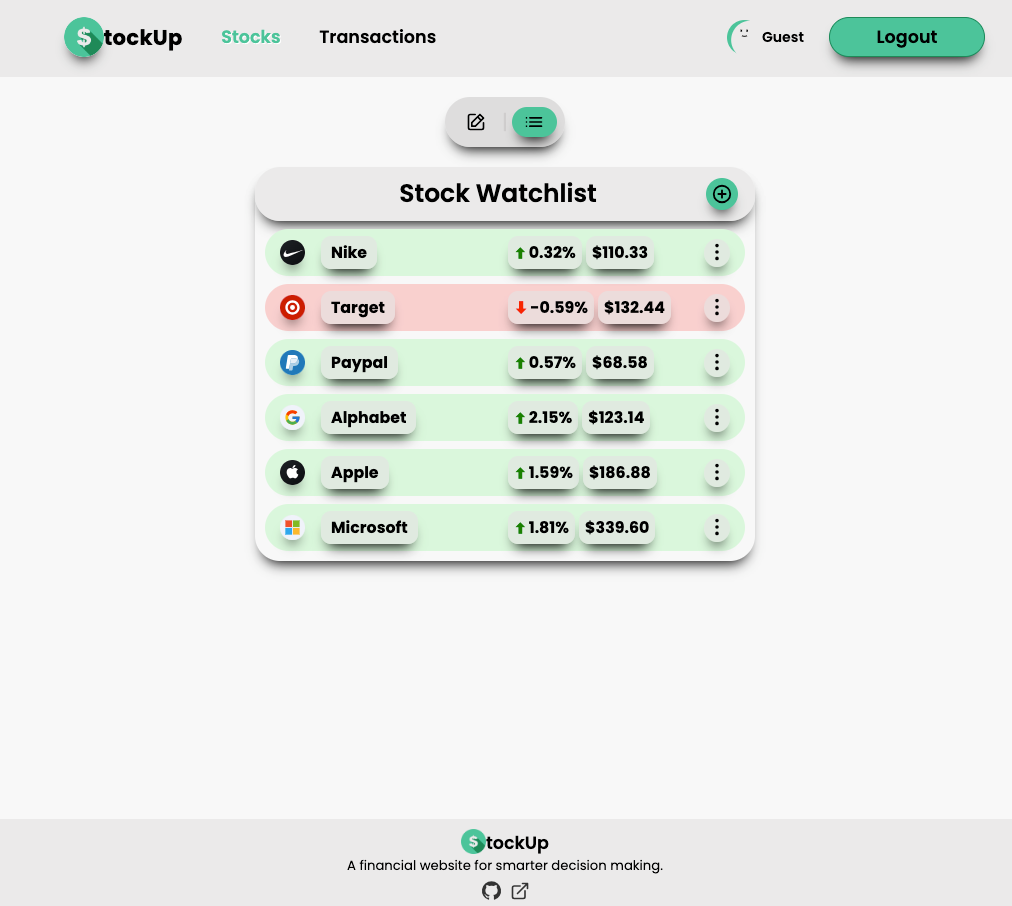 $tockUp Stocks Transactions Guest Logout
Stock Watchlist
Nike 0.32% $110.33
Target -0.59% $132.44
Paypal 0.57% $68.58
Alphabet 2.15% $123.14
Apple 1.59% $186.88
Microsoft 1.81% $339.60
$tockUp
A financial website for smarter decision making.